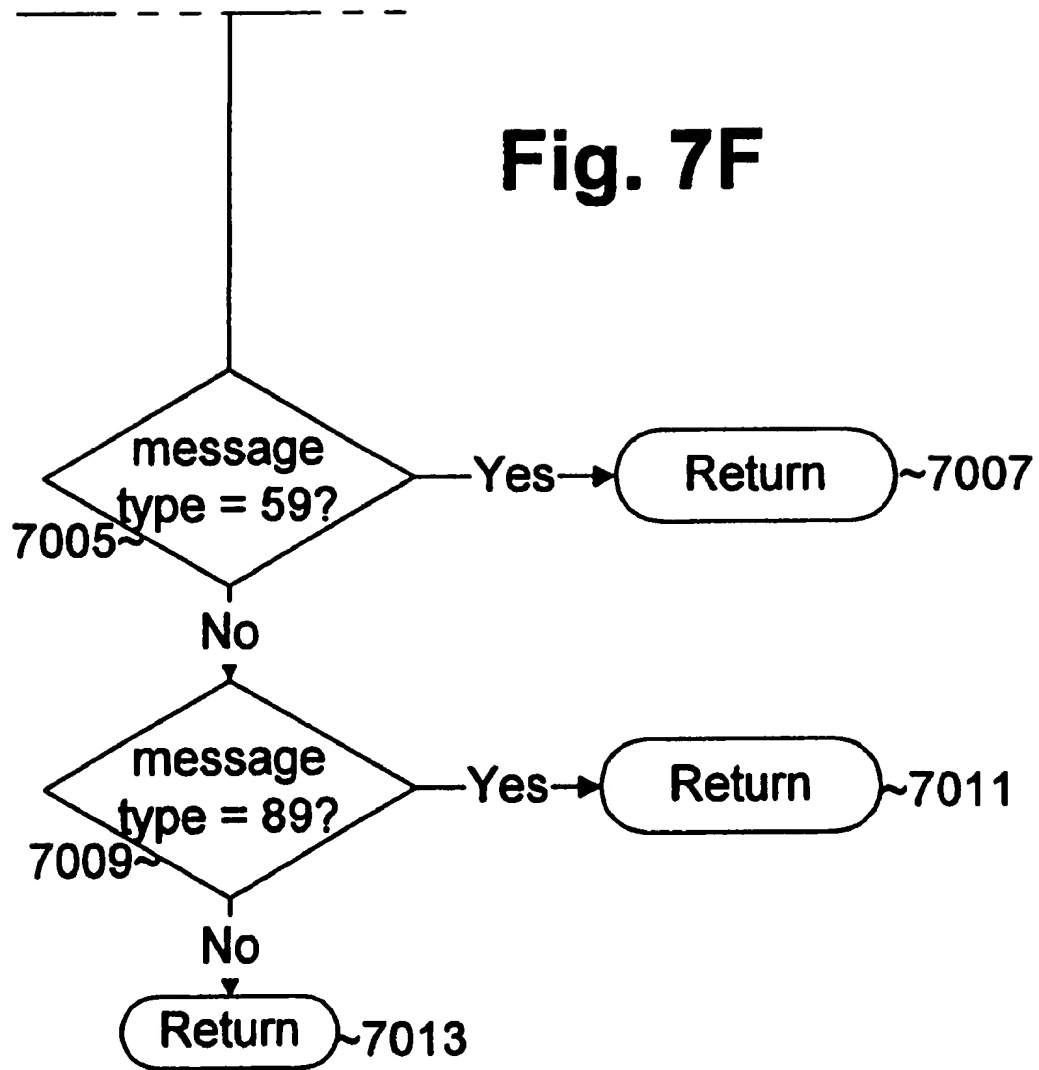 Fig. 7F
message
type = 59?
7005~
Yes
Return
~7007
No
message
type = 89?
7009~
Yes
Return
~7011
No
Return
~7013